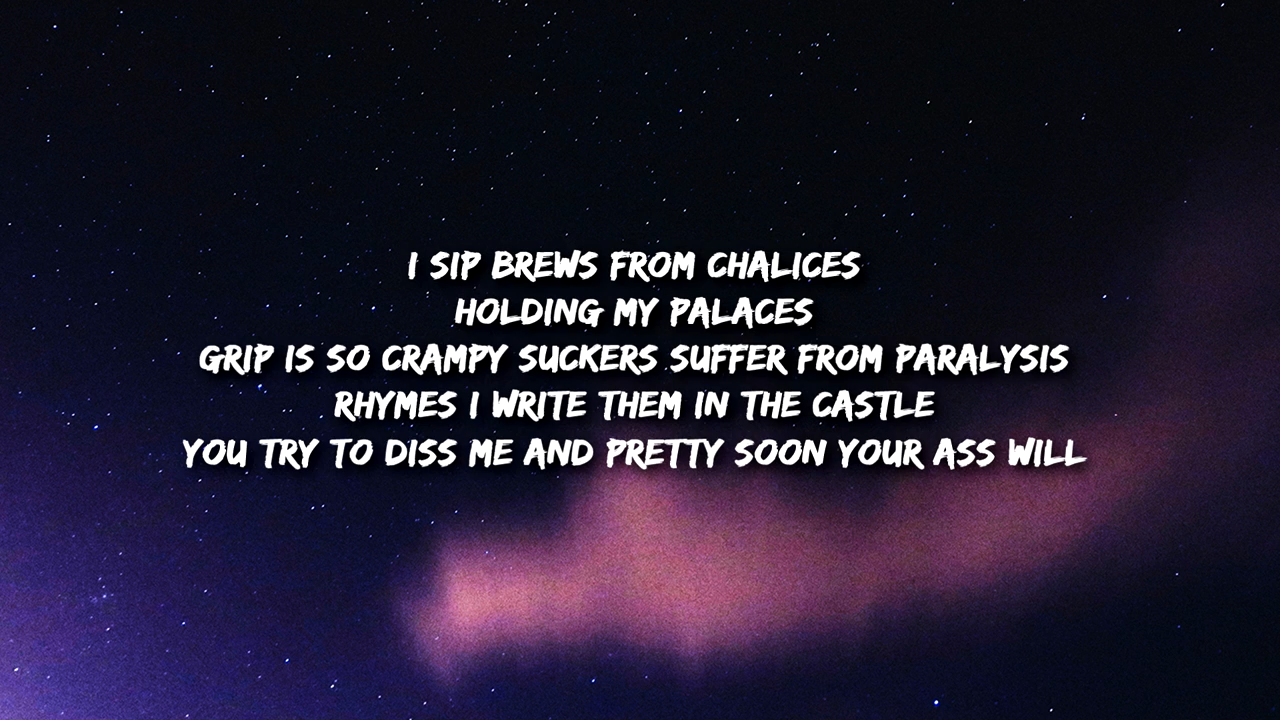 I SIP BREWS FROM CHALICES
HOLDING MY PALACES
GRIP IS SO CRAMPY SUCKERS SUFFER FROM PARALYSIS
RHYMES I WRITE THEM IN THE CASTLE
YOU TRY TO DISS ME AND PRETTY SOON YOUR ASS WILL